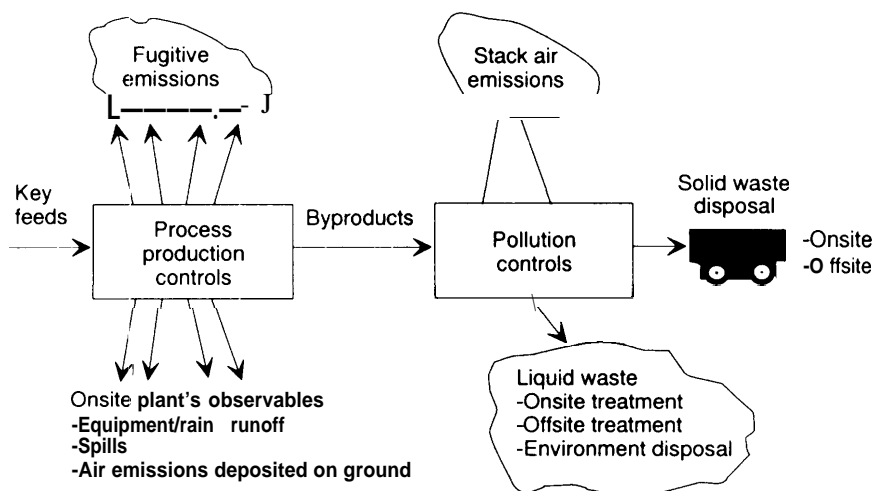 Fugitive
emissions
Stack air
emissions
Key
feeds
Process
production
controls
Byproducts
Pollution
controls
Solid waste
disposal
-Onsite
-Offsite
Onsite plant's observables
-Equipment/rain runoff
-Spills
-Air emissions deposited on ground
Liquid waste
-Onsite treatment
-Offsite treatment
-Environment disposal